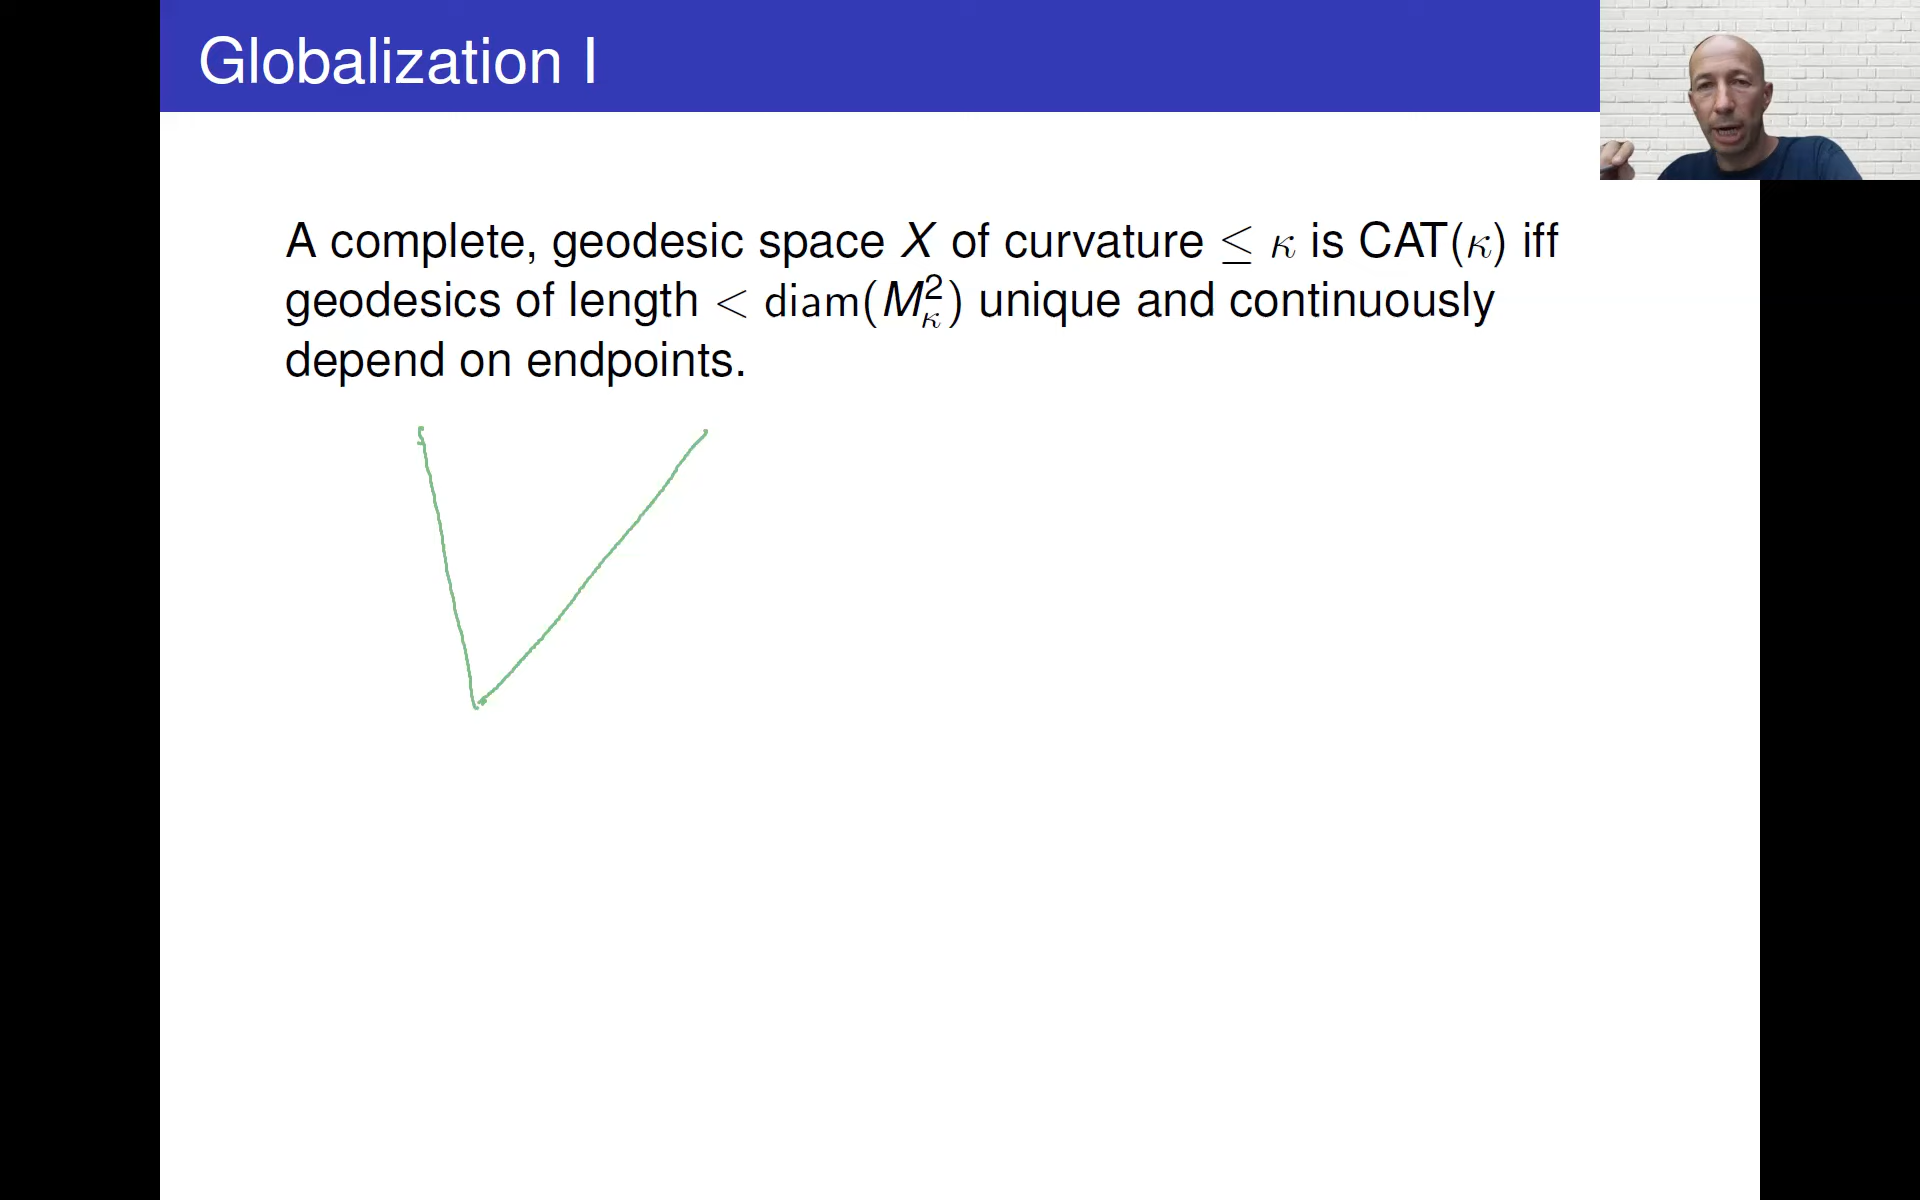 Globalization I
A complete, geodesic space X of curvature ≤ κ is CAT(κ) iff
geodesics of length < diam(M²_κ) unique and continuously
depend on endpoints.